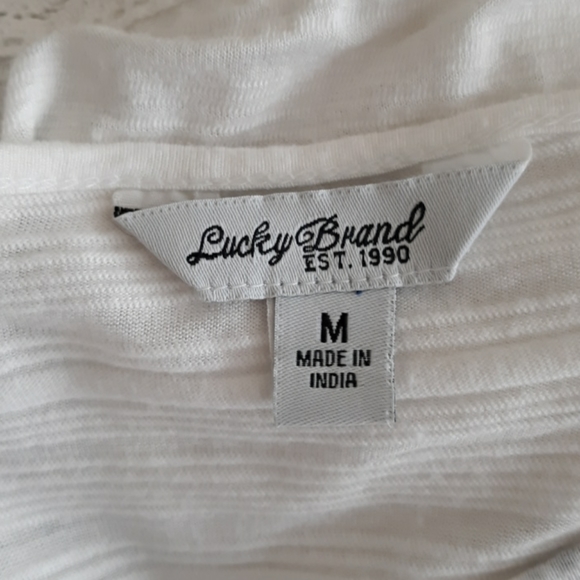 Lucky Brand
EST. 1990
M
MADE IN
INDIA